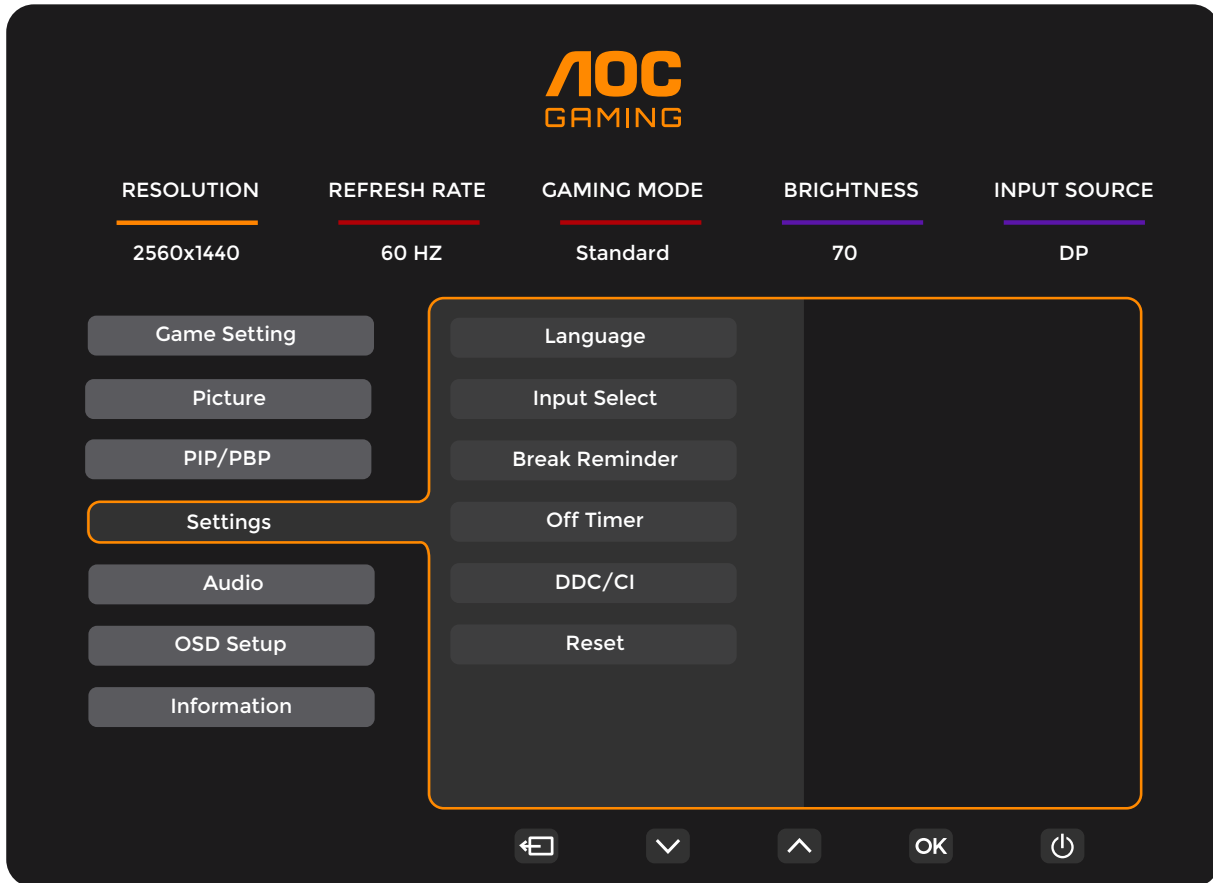 AOC
GAMING
RESOLUTION REFRESH RATE GAMING MODE BRIGHTNESS INPUT SOURCE
2560x1440 60 HZ Standard 70 DP
Game Setting
Picture
PIP/PBP
Settings
Audio
OSD Setup
Information
Language
Input Select
Break Reminder
Off Timer
DDC/CI
Reset
OK